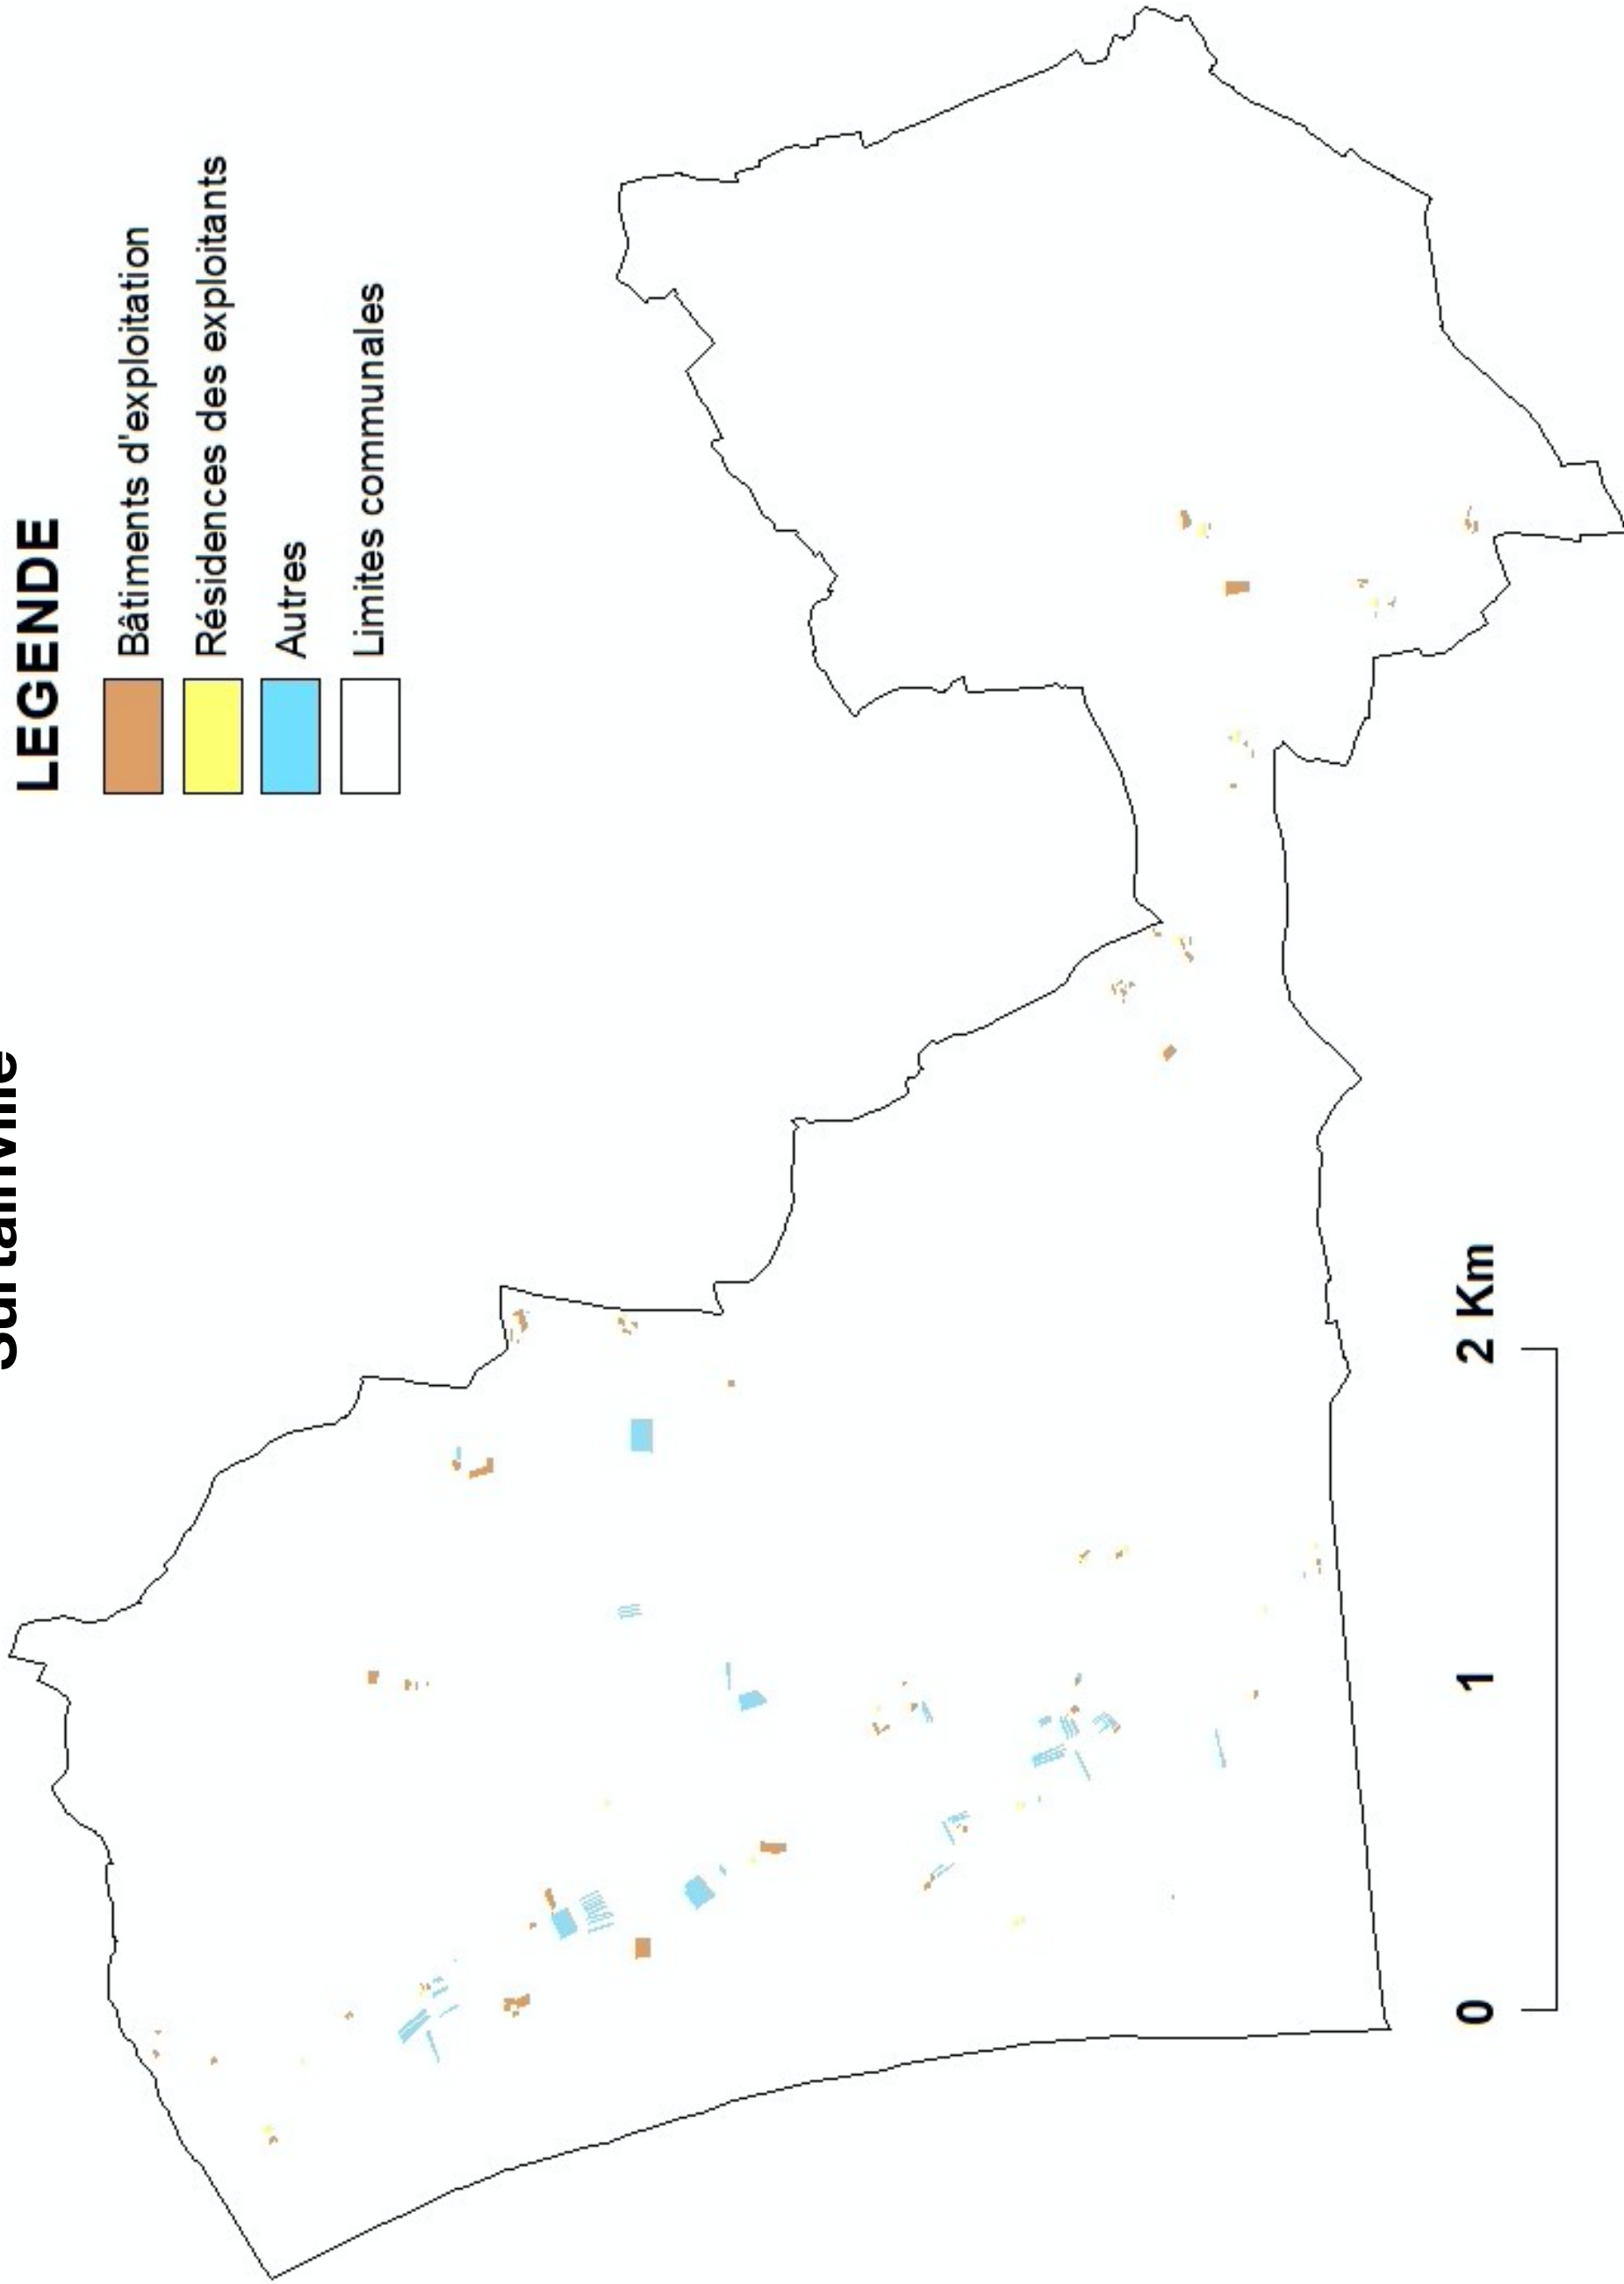 Surtainville
LEGENDE
Bâtiments d'exploitation
Résidences des exploitants
Autres
Limites communales
0 1 2 Km